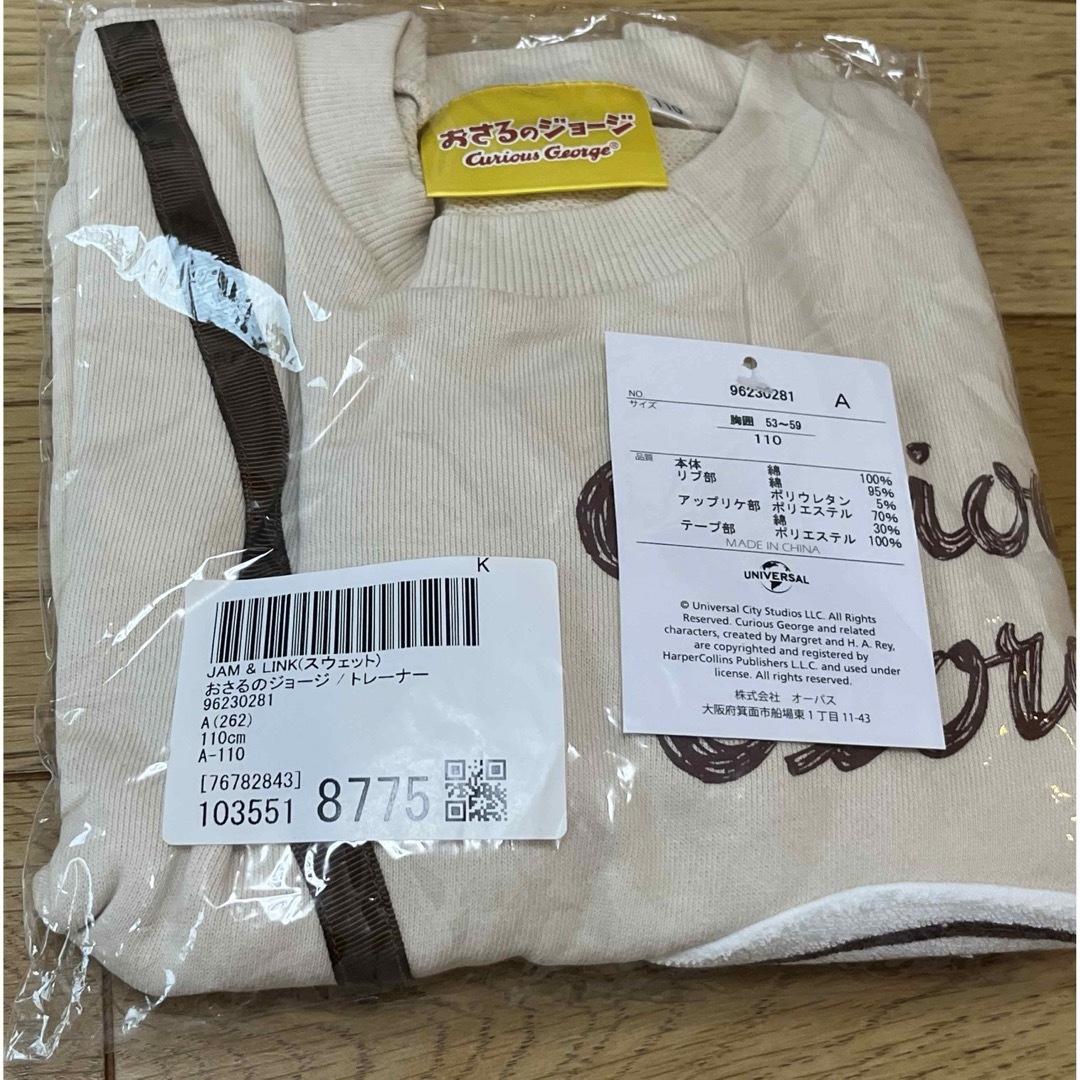 おさるのジョージ
Curious George®
110
NO 96230281 A
サイズ
胸囲 53～59
110
品質 本体 綿 100%
リブ部 綿 95%
ポリウレタン 5%
アップリケ部 ポリエステル 70%
綿 30%
テープ部 ポリエステル 100%
MADE IN CHINA
UNIVERSAL
© Universal City Studios LLC. All Rights
Reserved. Curious George and related
characters, created by Margret and H. A. Rey,
are copyrighted and registered by
HarperCollins Publishers L.L.C. and used under
license. All rights reserved.
株式会社 オーパス
大阪府箕面市船場東1丁目11-43
K
JAM & LINK(スウェット)
おさるのジョージ / トレーナー
96230281
A(262)
110cm
A-110
[76782843]
103551 8775